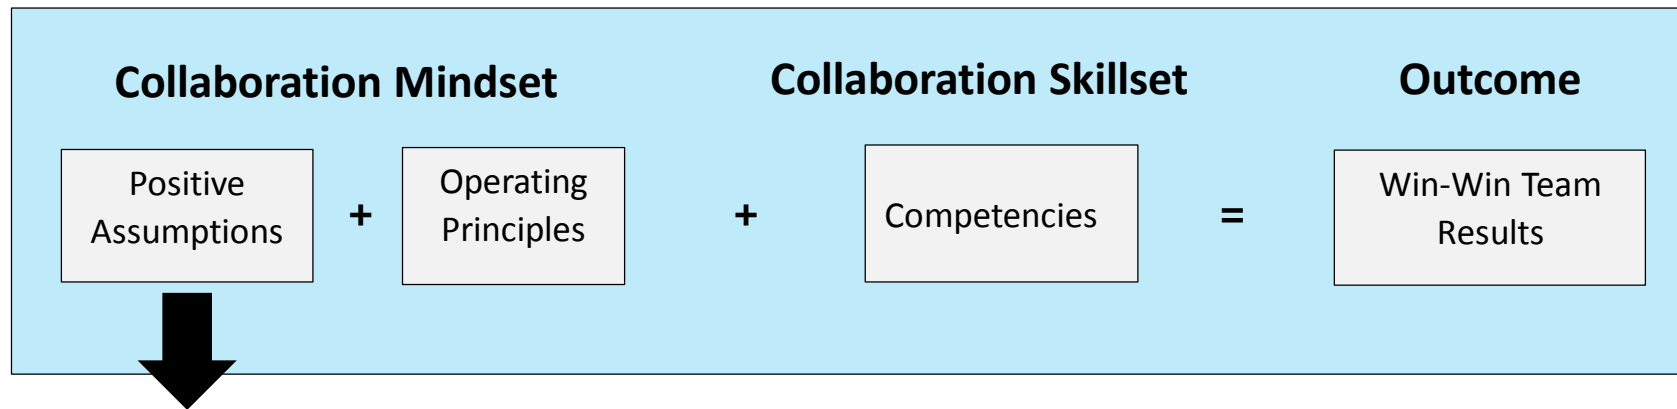 Collaboration Mindset
Collaboration Skillset
Outcome
Positive
Assumptions
+
Operating
Principles
+
Competencies
=
Win-Win Team
Results